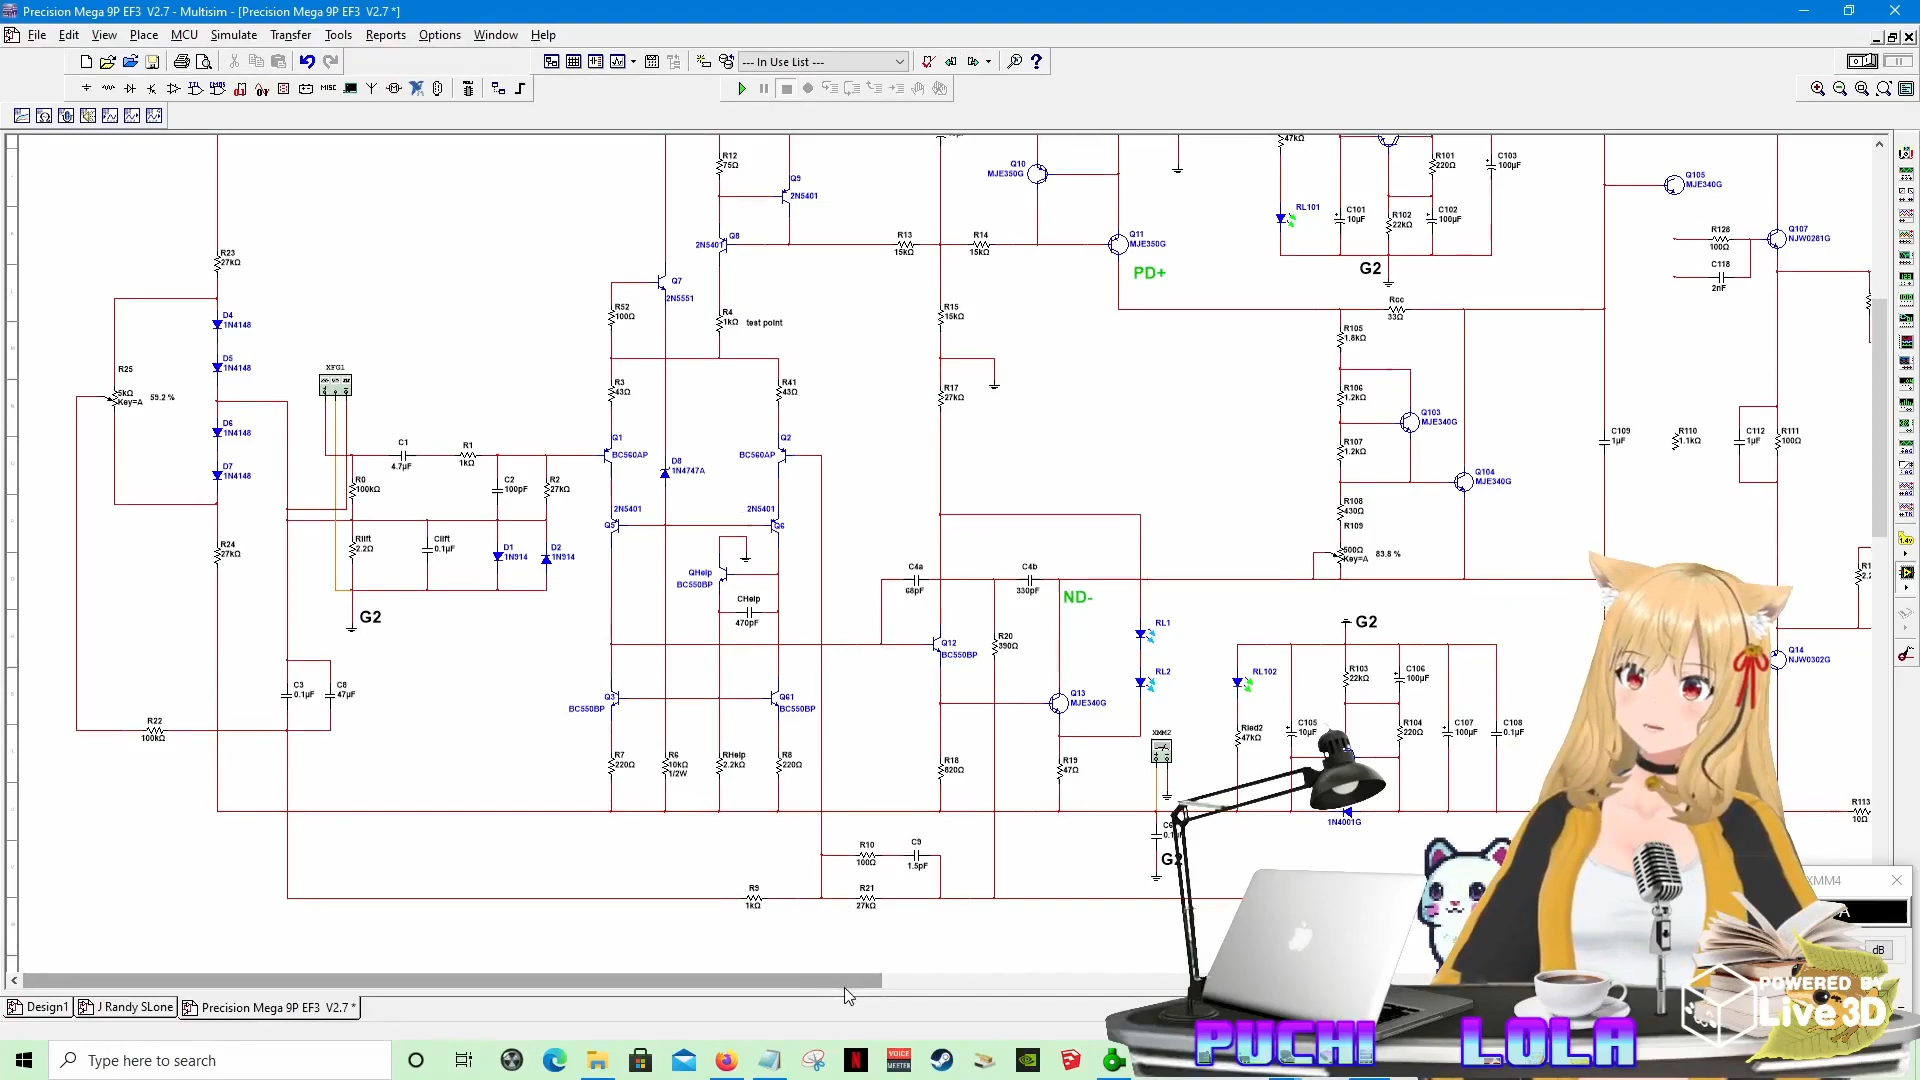 Precision Mega 9P EF3 V2.7 - Multisim - [Precision Mega 9P EF3 V2.7 *]
File Edit View Place MCU Simulate Transfer Tools Reports Options Window Help
--- In Use List ---
MISC
R12
75Ω
Q9
2N5401
Q10
MJE350G
47kΩ
R101
220Ω
C103
100µF
Q105
MJE340G
RL101
C101
10µF
R102
22kΩ
C102
100µF
Q8
2N5401
R13
15kΩ
R14
15kΩ
Q11
MJE350G
PD+
G2
R128
100Ω
Q107
NJW0281G
C118
2nF
R23
27kΩ
Q7
2N5551
R52
100Ω
R4
1kΩ
test point
R15
15kΩ
Rcc
33Ω
R105
1.8kΩ
D4
1N4148
D5
1N4148
R25
5kΩ
Key=A
59.2 %
XFG1
R3
43Ω
R41
43Ω
R17
27kΩ
R106
1.2kΩ
Q103
MJE340G
D6
1N4148
D7
1N4148
C1
4.7µF
R1
1kΩ
Q1
BC560AP
Q2
BC560AP
D8
1N4747A
R107
1.2kΩ
C109
1µF
R110
1.1kΩ
C112
1µF
R111
100Ω
R0
100kΩ
C2
100pF
R2
27kΩ
Q104
MJE340G
2N5401
Q5
2N5401
Q6
R108
430Ω
R109
500Ω
Key=A
83.8 %
R24
27kΩ
Rlift
2.2Ω
Clift
0.1µF
D1
1N914
D2
1N914
QHelp
BC550BP
C4a
68pF
C4b
330pF
ND-
CHelp
470pF
G2
RL1
G2
Q12
BC550BP
R20
390Ω
RL2
RL102
R103
22kΩ
C106
100µF
Q14
NJW0302G
C3
0.1µF
C8
47µF
Q3
BC550BP
Q61
BC550BP
Q13
MJE340G
R22
100kΩ
XMM2
Rled2
47kΩ
C105
10µF
R104
220Ω
C107
100µF
C108
0.1µF
R7
220Ω
R6
10kΩ
1/2W
RHelp
2.2kΩ
R8
220Ω
R18
820Ω
R19
47Ω
1N4001G
R113
10Ω
R10
100Ω
C9
1.5pF
G2
R9
1kΩ
R21
27kΩ
XMM4
dB
Design1 J Randy SLone Precision Mega 9P EF3 V2.7 *
POWERED BY
Live3D
PUCHI LOLA
Type here to search
VOICE
MEETER